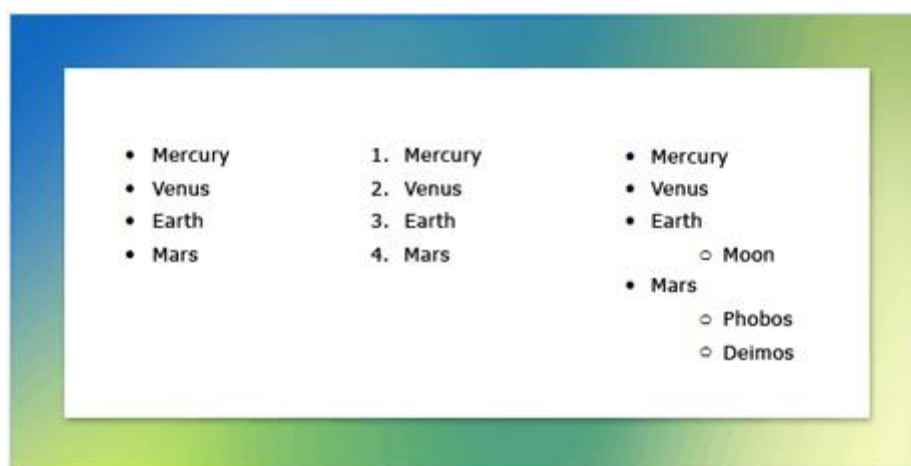 • Mercury
• Venus
• Earth
• Mars
1. Mercury
2. Venus
3. Earth
4. Mars
• Mercury
• Venus
• Earth
○ Moon
• Mars
○ Phobos
○ Deimos